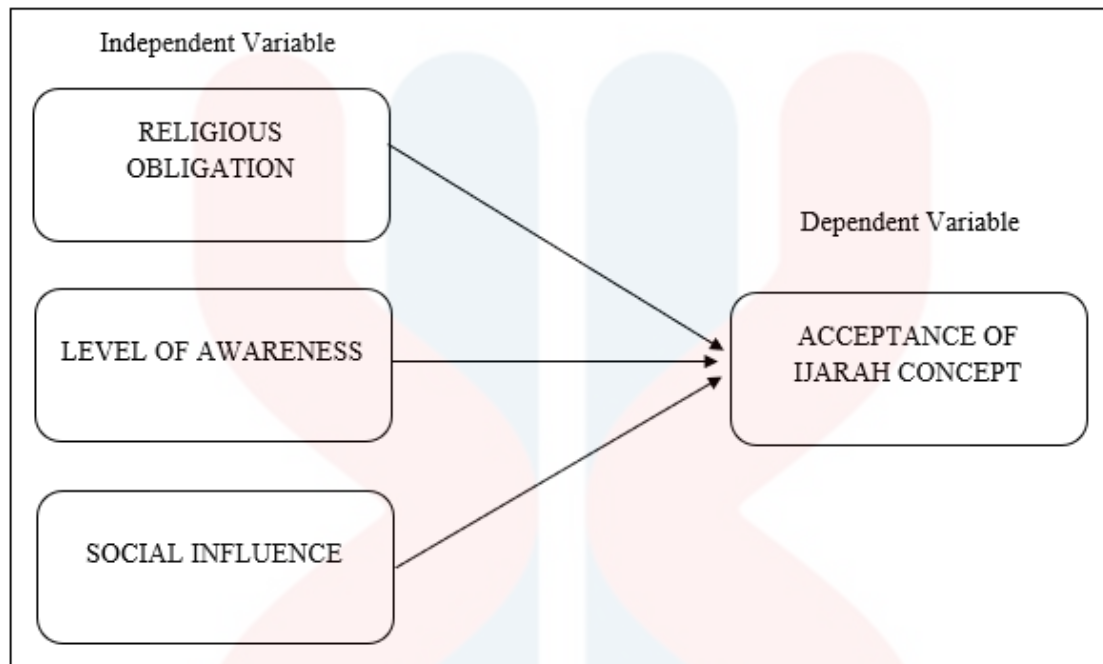 Independent Variable
RELIGIOUS
OBLIGATION
LEVEL OF AWARENESS
SOCIAL INFLUENCE
Dependent Variable
ACCEPTANCE OF
IJARAH CONCEPT